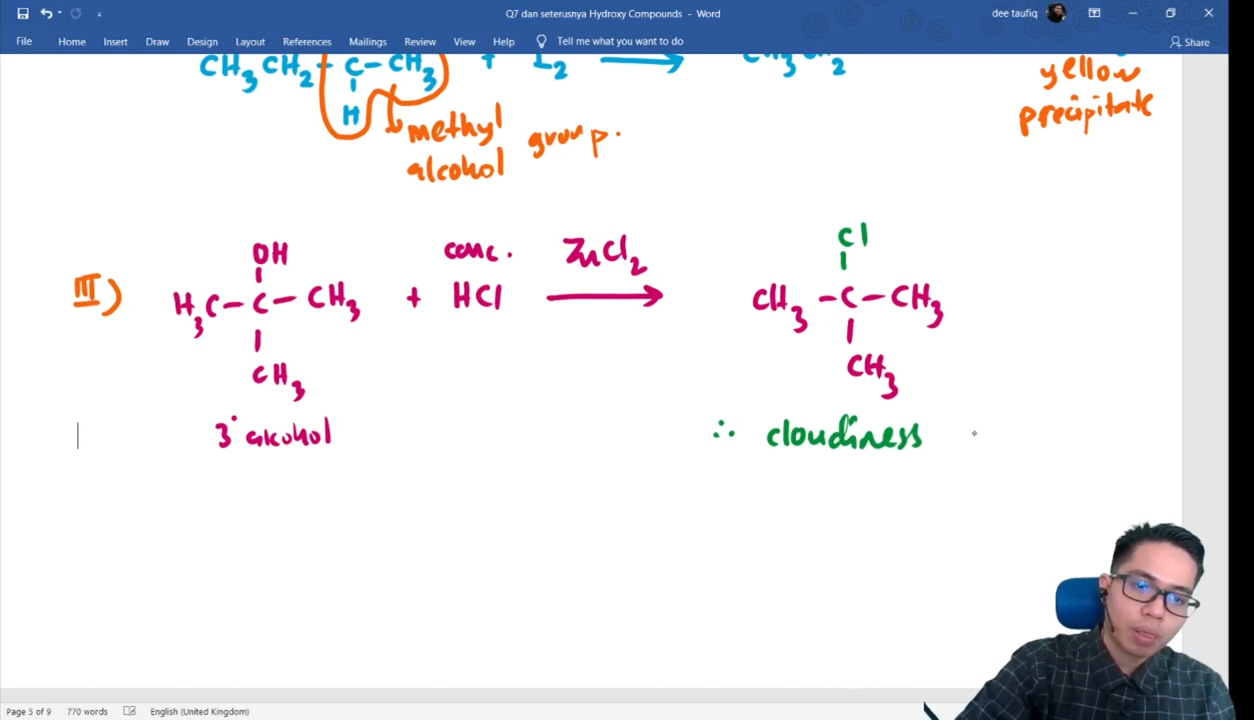 Q7 dan seterusnya Hydroxy Compounds - Word
dee taufiq
File Home Insert Draw Design Layout References Mailings Review View Help Tell me what you want to do Share
CH3CH2 - C - CH3 + I2 → CH3CH2
H
yellow
precipitate
methyl
alcohol group.
III)
OH
H3C - C - CH3 + conc. HCl ZnCl2 →
CH3
3° alcohol
Cl
CH3 - C - CH3
CH3
∴ cloudiness
Page 5 of 9 770 words English (United Kingdom)